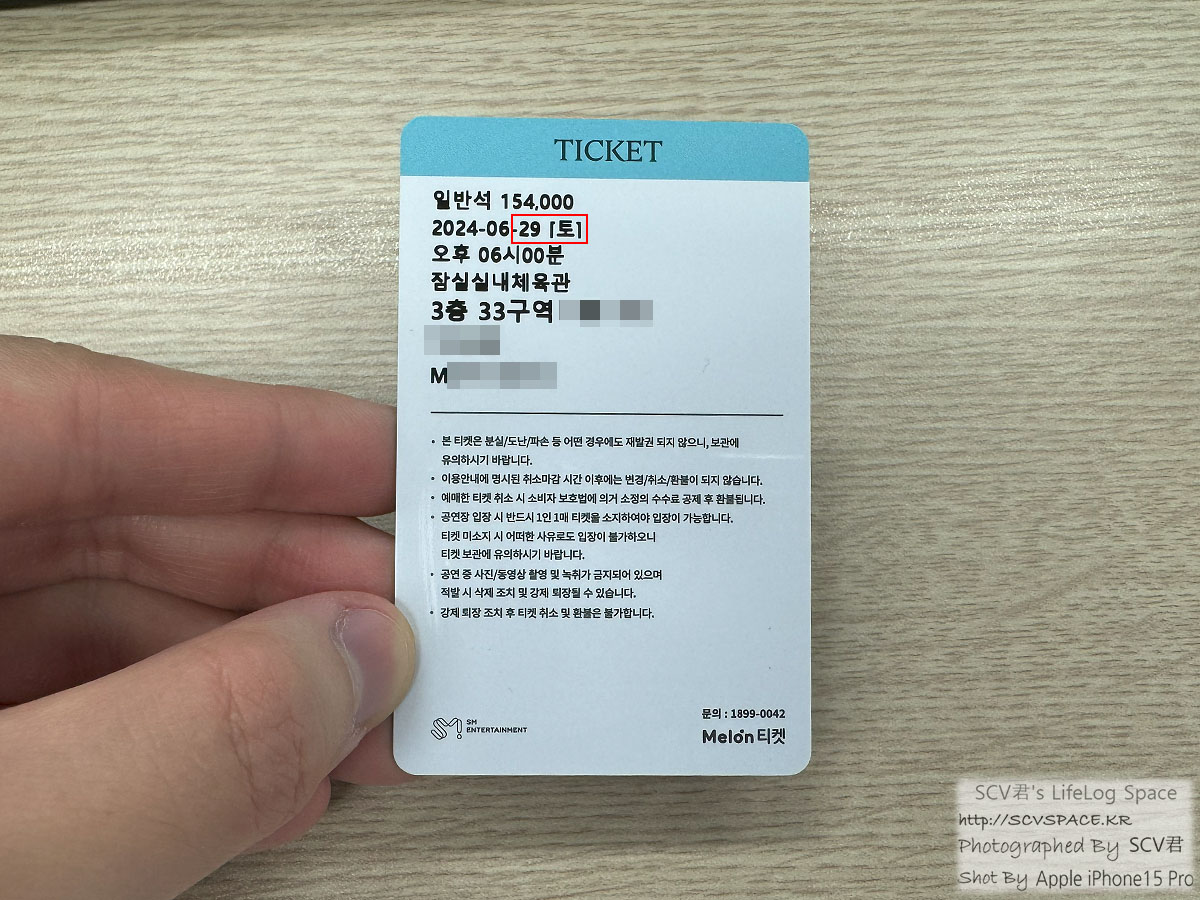 TICKET
일반석 154,000
2024-06-29 [토]
오후 06시00분
잠실실내체육관
3층 33구역
M
• 본 티켓은 분실/도난/파손 등 어떤 경우에도 재발권 되지 않으니, 보관에
유의하시기 바랍니다.
• 이용안내에 명시된 취소마감 시간 이후에는 변경/취소/환불이 되지 않습니다.
• 예매한 티켓 취소 시 소비자 보호법에 의거 소정의 수수료 공제 후 환불됩니다.
• 공연장 입장 시 반드시 1인 1매 티켓을 소지하여야 입장이 가능합니다.
티켓 미소지 시 어떠한 사유로도 입장이 불가하오니
티켓 보관에 유의하시기 바랍니다.
• 공연 중 사진/동영상 촬영 및 녹취가 금지되어 있으며
적발 시 삭제 조치 및 강제 퇴장될 수 있습니다.
• 강제 퇴장 조치 후 티켓 취소 및 환불은 불가합니다.
SM
ENTERTAINMENT
문의 : 1899-0042
Melon 티켓
SCV君's LifeLog Space
http://SCVSPACE.KR
Photographed By SCV君
Shot By Apple iPhone15 Pro